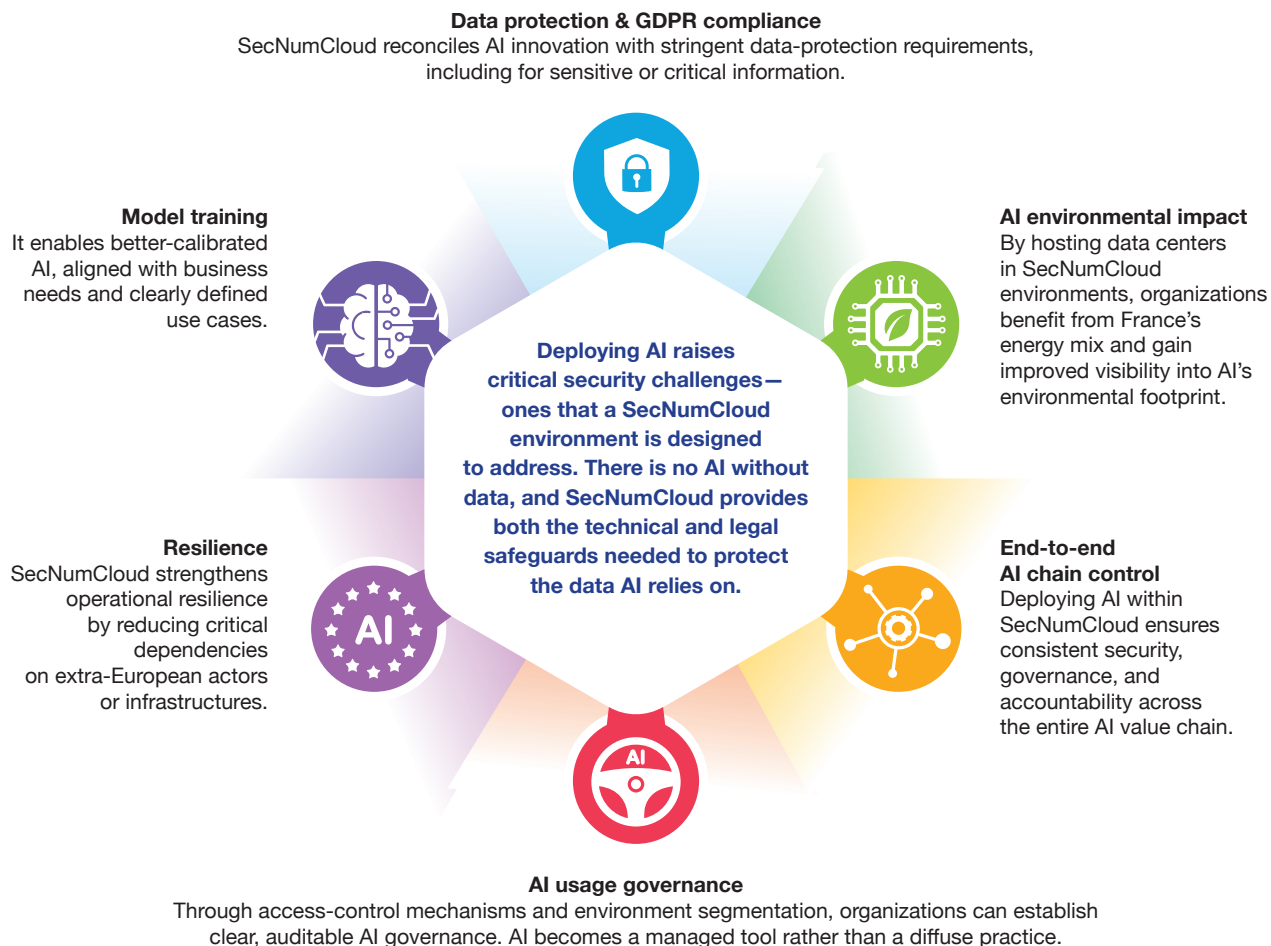 Data protection & GDPR compliance
SecNumCloud reconciles AI innovation with stringent data-protection requirements,
including for sensitive or critical information.
Model training
It enables better-calibrated
AI, aligned with business
needs and clearly defined
use cases.
AI environmental impact
By hosting data centers
in SecNumCloud
environments, organizations
benefit from France’s
energy mix and gain
improved visibility into AI’s
environmental footprint.
Deploying AI raises
critical security challenges—
ones that a SecNumCloud
environment is designed
to address. There is no AI without
data, and SecNumCloud provides
both the technical and legal
safeguards needed to protect
the data AI relies on.
Resilience
SecNumCloud strengthens
operational resilience
by reducing critical
dependencies
on extra-European actors
or infrastructures.
AI
End-to-end
AI chain control
Deploying AI within
SecNumCloud ensures
consistent security,
governance, and
accountability across
the entire AI value chain.
AI
AI usage governance
Through access-control mechanisms and environment segmentation, organizations can establish
clear, auditable AI governance. AI becomes a managed tool rather than a diffuse practice.